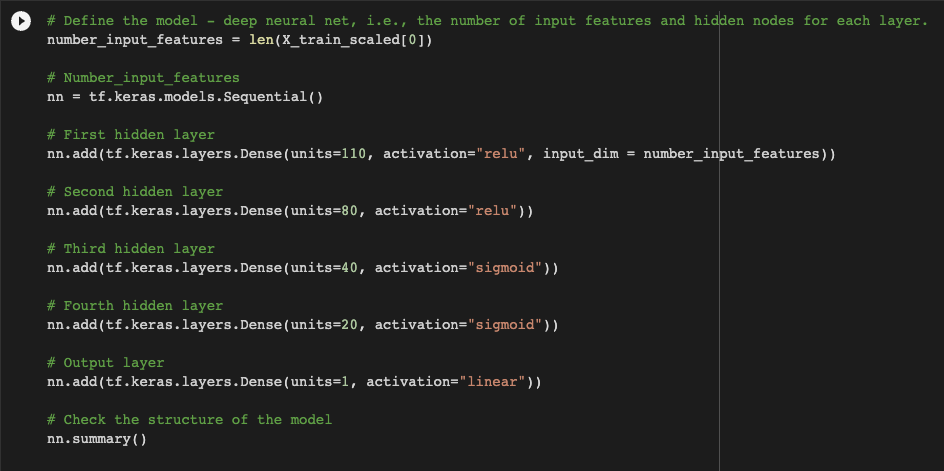 # Define the model - deep neural net, i.e., the number of input features and hidden nodes for each layer.
number_input_features = len(X_train_scaled[0])
# Number_input_features
nn = tf.keras.models.Sequential()
# First hidden layer
nn.add(tf.keras.layers.Dense(units=110, activation="relu", input_dim = number_input_features))
# Second hidden layer
nn.add(tf.keras.layers.Dense(units=80, activation="relu"))
# Third hidden layer
nn.add(tf.keras.layers.Dense(units=40, activation="sigmoid"))
# Fourth hidden layer
nn.add(tf.keras.layers.Dense(units=20, activation="sigmoid"))
# Output layer
nn.add(tf.keras.layers.Dense(units=1, activation="linear"))
# Check the structure of the model
nn.summary()